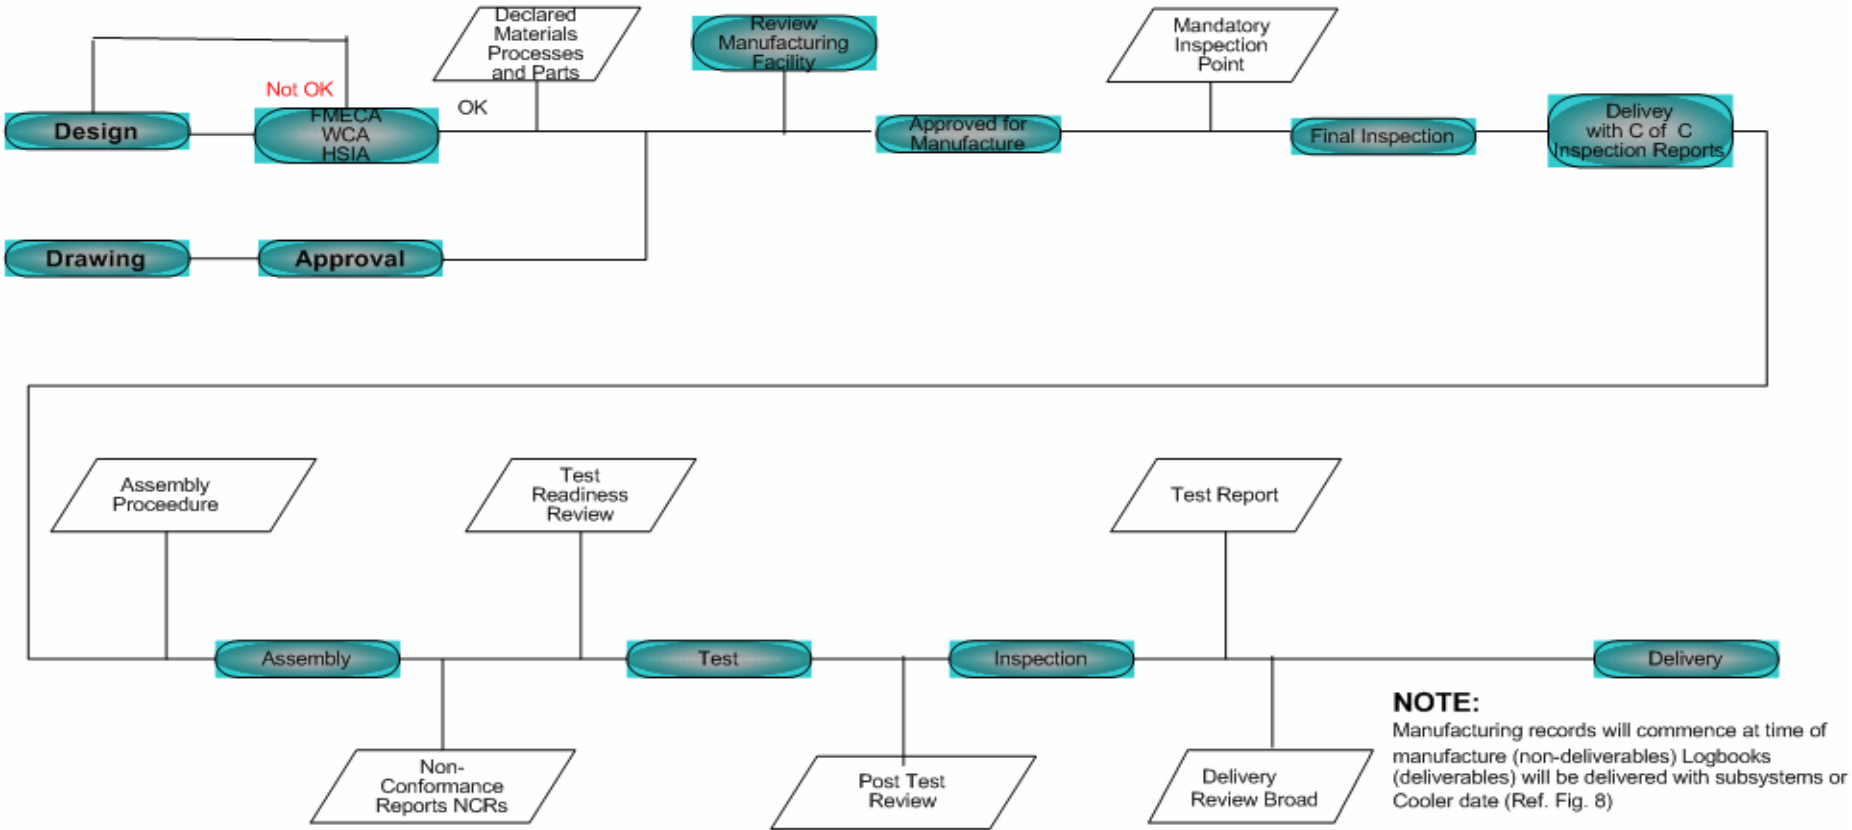 Declared
Materials
Processes
and Parts
Review
Manufacturing
Facility
Mandatory
Inspection
Point
Not OK
OK
Design
FMECA
WCA
HSIA
Approved for
Manufacture
Final Inspection
Delivey
with C of C
Inspection Reports
Drawing
Approval
Assembly
Proceedure
Test
Readiness
Review
Test Report
Assembly
Test
Inspection
Delivery
Non-
Conformance
Reports NCRs
Post Test
Review
Delivery
Review Broad
NOTE:
Manufacturing records will commence at time of
manufacture (non-deliverables) Logbooks
(deliverables) will be delivered with subsystems or
Cooler date (Ref. Fig. 8)